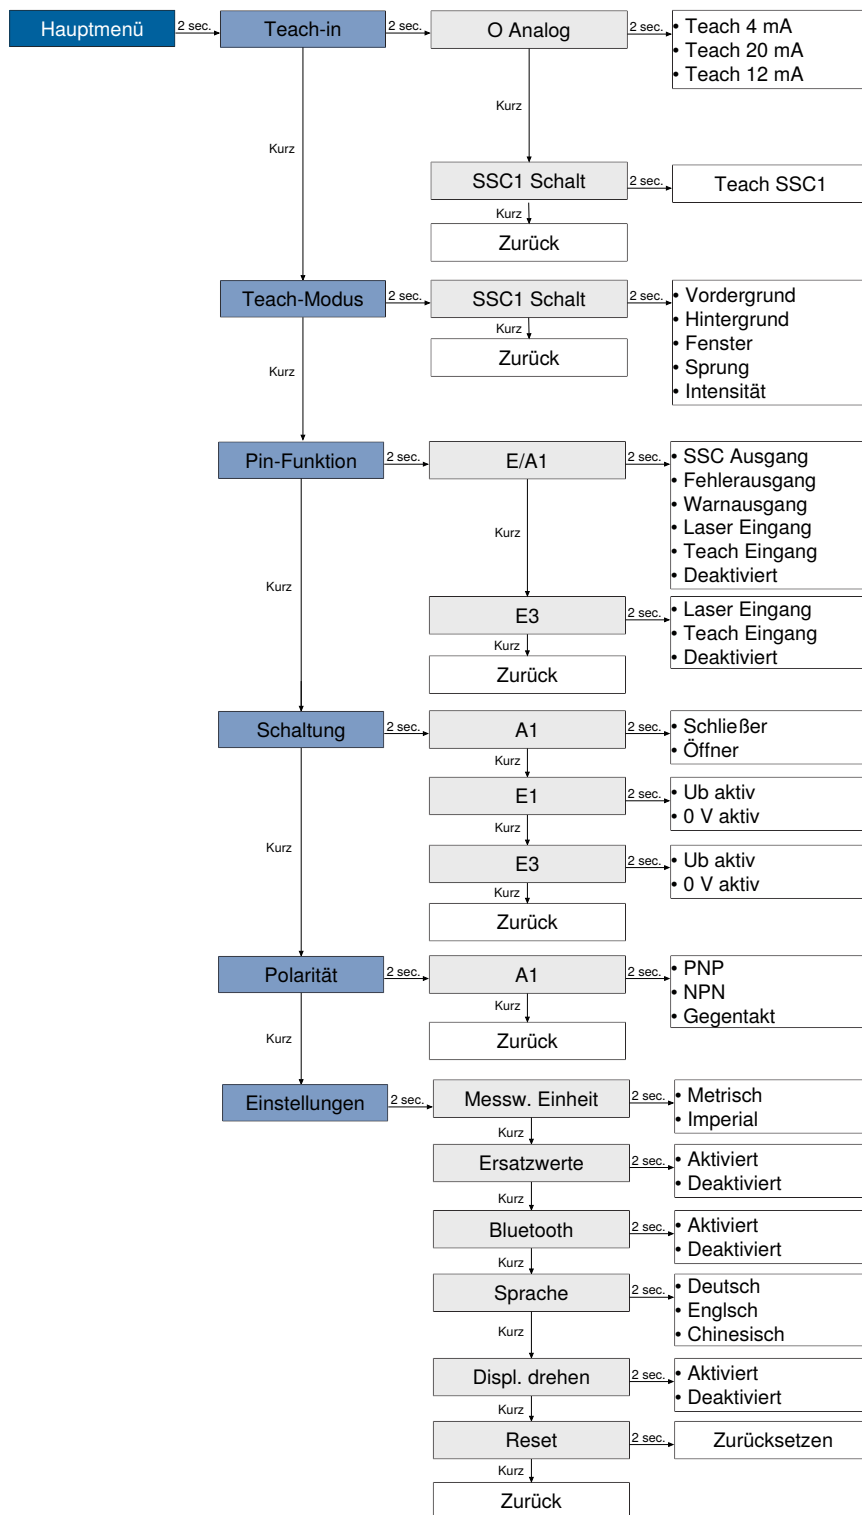 Hauptmenü
2 sec.
Teach-in
2 sec.
O Analog
2 sec.
• Teach 4 mA
• Teach 20 mA
• Teach 12 mA
Kurz
Kurz
SSC1 Schalt
2 sec.
Teach SSC1
Kurz
Zurück
Teach-Modus
2 sec.
SSC1 Schalt
2 sec.
• Vordergrund
• Hintergrund
• Fenster
• Sprung
• Intensität
Kurz
Zurück
Kurz
Pin-Funktion
2 sec.
E/A1
2 sec.
• SSC Ausgang
• Fehlerausgang
• Warnausgang
• Laser Eingang
• Teach Eingang
• Deaktiviert
Kurz
Kurz
E3
2 sec.
• Laser Eingang
• Teach Eingang
• Deaktiviert
Kurz
Zurück
Schaltung
2 sec.
A1
2 sec.
• Schließer
• Öffner
Kurz
E1
2 sec.
• Ub aktiv
• 0 V aktiv
Kurz
Kurz
E3
2 sec.
• Ub aktiv
• 0 V aktiv
Kurz
Zurück
Polarität
2 sec.
A1
2 sec.
• PNP
• NPN
• Gegentakt
Kurz
Zurück
Kurz
Einstellungen
2 sec.
Messw. Einheit
2 sec.
• Metrisch
• Imperial
Kurz
Ersatzwerte
2 sec.
• Aktiviert
• Deaktiviert
Kurz
Bluetooth
2 sec.
• Aktiviert
• Deaktiviert
Kurz
Sprache
2 sec.
• Deutsch
• Englsch
• Chinesisch
Kurz
Displ. drehen
2 sec.
• Aktiviert
• Deaktiviert
Kurz
Reset
2 sec.
Zurücksetzen
Kurz
Zurück